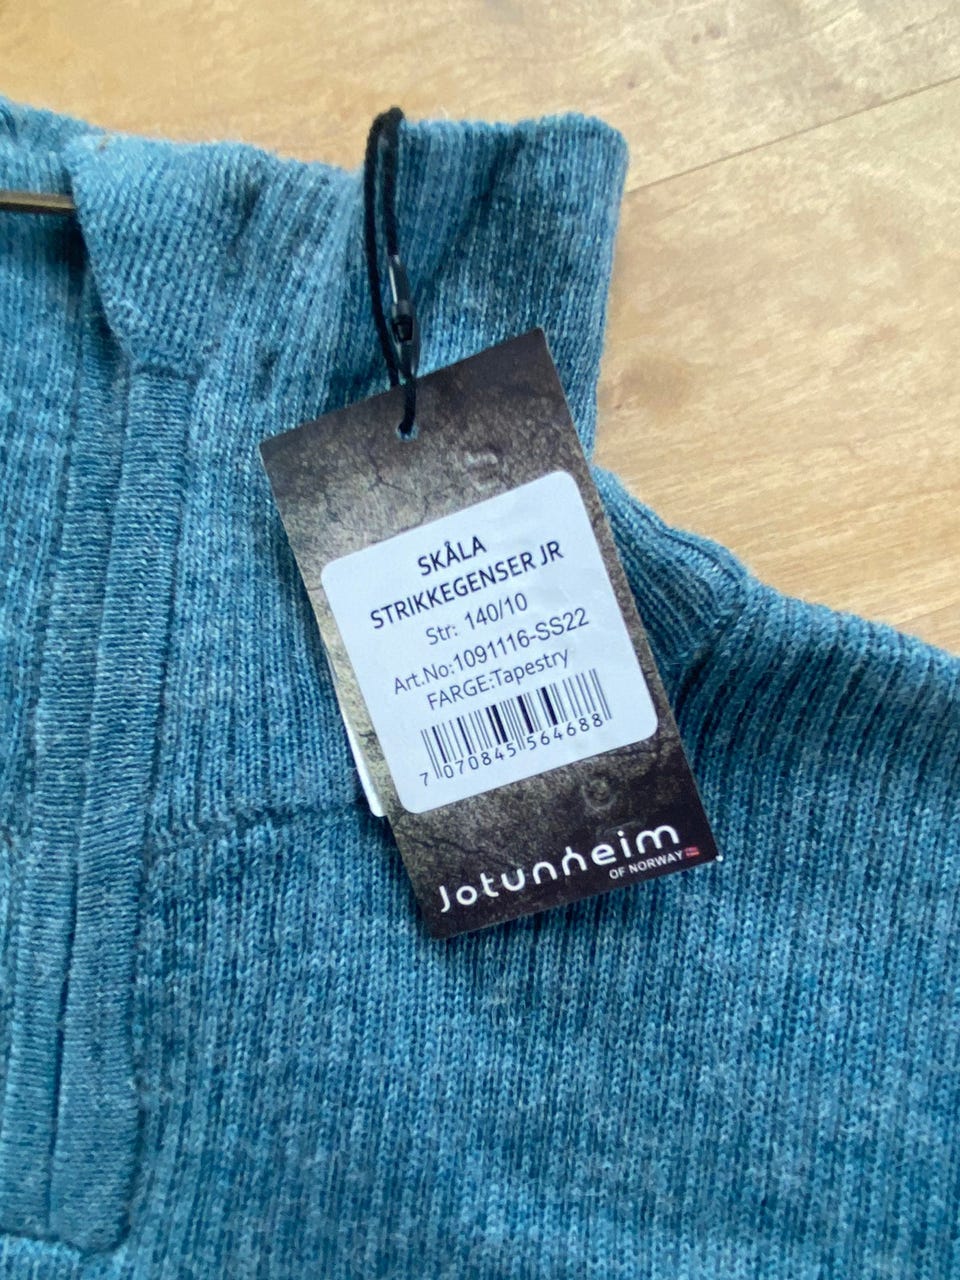 SKÅLA
STRIKKEGENSER JR
Str: 140/10
Art.No:1091116-SS22
FARGE:Tapestry
7 070845 564688
Jotunheim
OF NORWAY